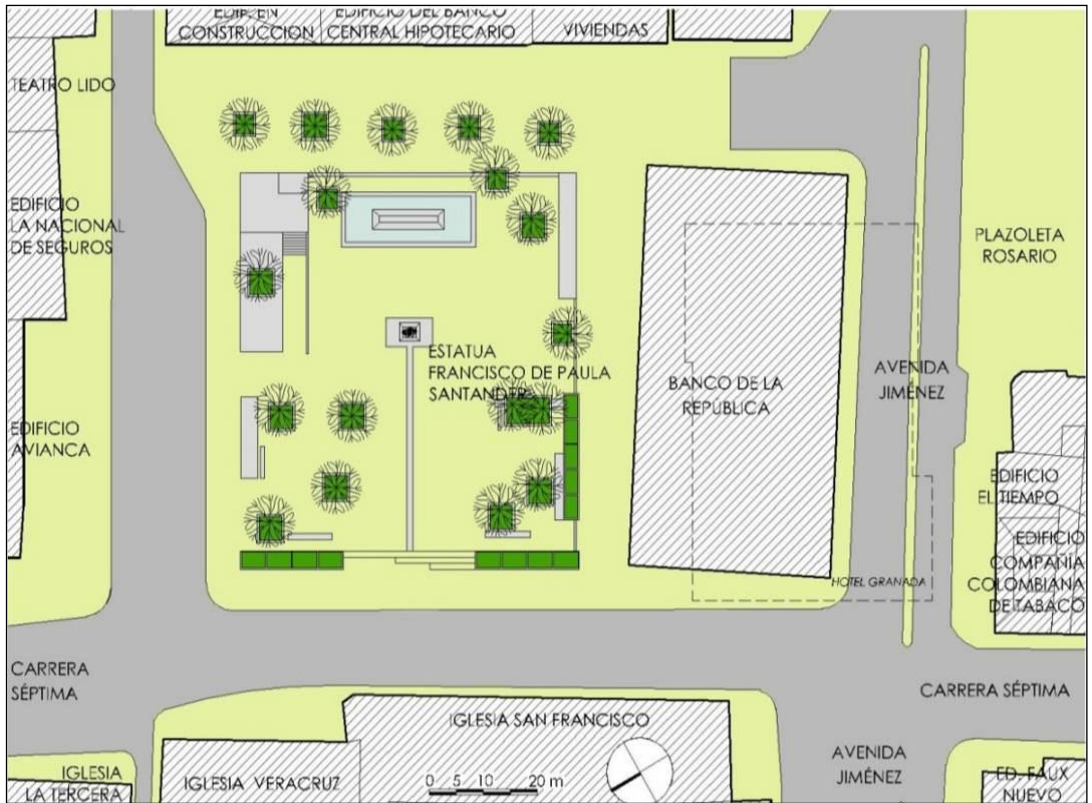 EDIF. EN
CONSTRUCCION
EDIFICIO DEL BANCO
CENTRAL HIPOTECARIO
VIVIENDAS
TEATRO LIDO
EDIFICIO
LA NACIONAL
DE SEGUROS
PLAZOLETA
ROSARIO
ESTATUA
FRANCISCO DE PAULA
SANTANDER
BANCO DE LA
REPÚBLICA
AVENIDA
JIMÉNEZ
EDIFICIO
AVIANCA
EDIFICIO
EL TIEMPO
EDIFICIO
COMPAÑÍA
COLOMBIANA
DE TABACO
HOTEL GRANADA
CARRERA
SÉPTIMA
CARRERA SÉPTIMA
IGLESIA SAN FRANCISCO
AVENIDA
JIMÉNEZ
IGLESIA
LA TERCERA
IGLESIA VERACRUZ
0 5 10 20 m
ED. FAUX
NUEVO